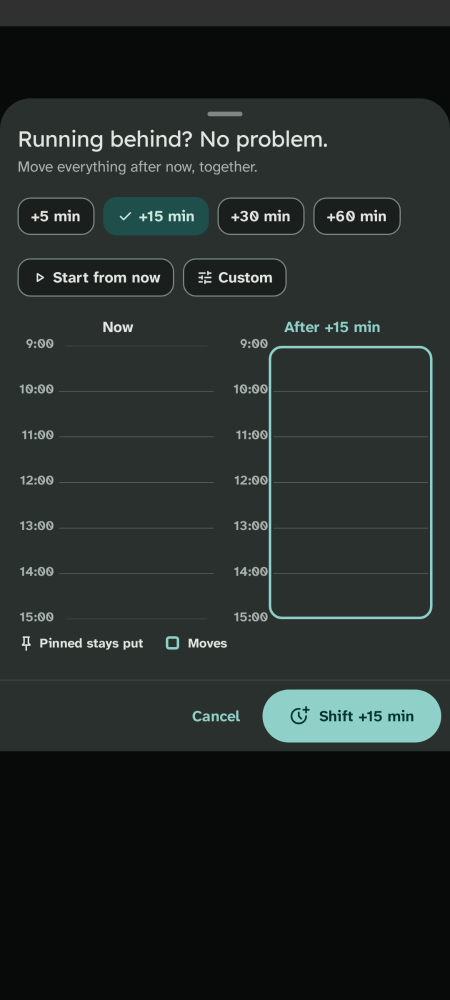 Running behind? No problem.
Move everything after now, together.
+5 min
+15 min
+30 min
+60 min
Start from now
Custom
Now
After +15 min
9:00
10:00
11:00
12:00
13:00
14:00
15:00
9:00
10:00
11:00
12:00
13:00
14:00
15:00
Pinned stays put
Moves
Cancel
Shift +15 min